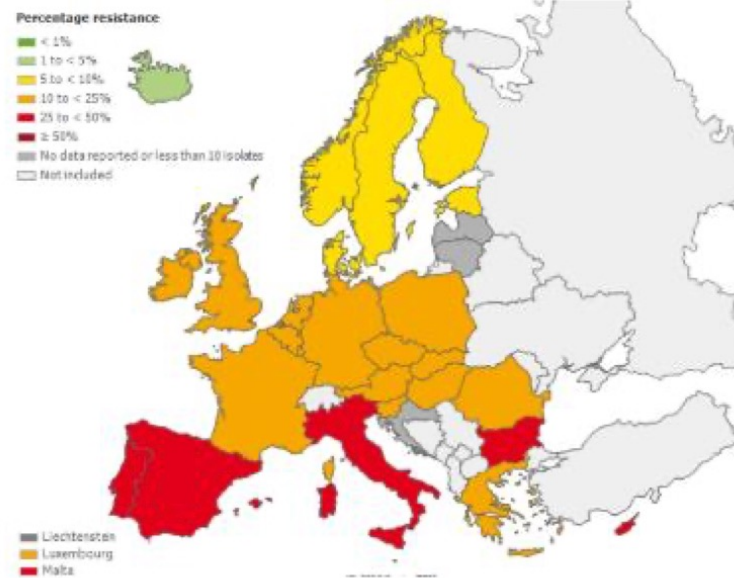 Percentage resistance
< 1%
1 to < 5%
5 to < 10%
10 to < 25%
25 to < 50%
≥ 50%
No data reported or less than 10 isolates
Not included
Liechtenstein
Luxembourg
Malta